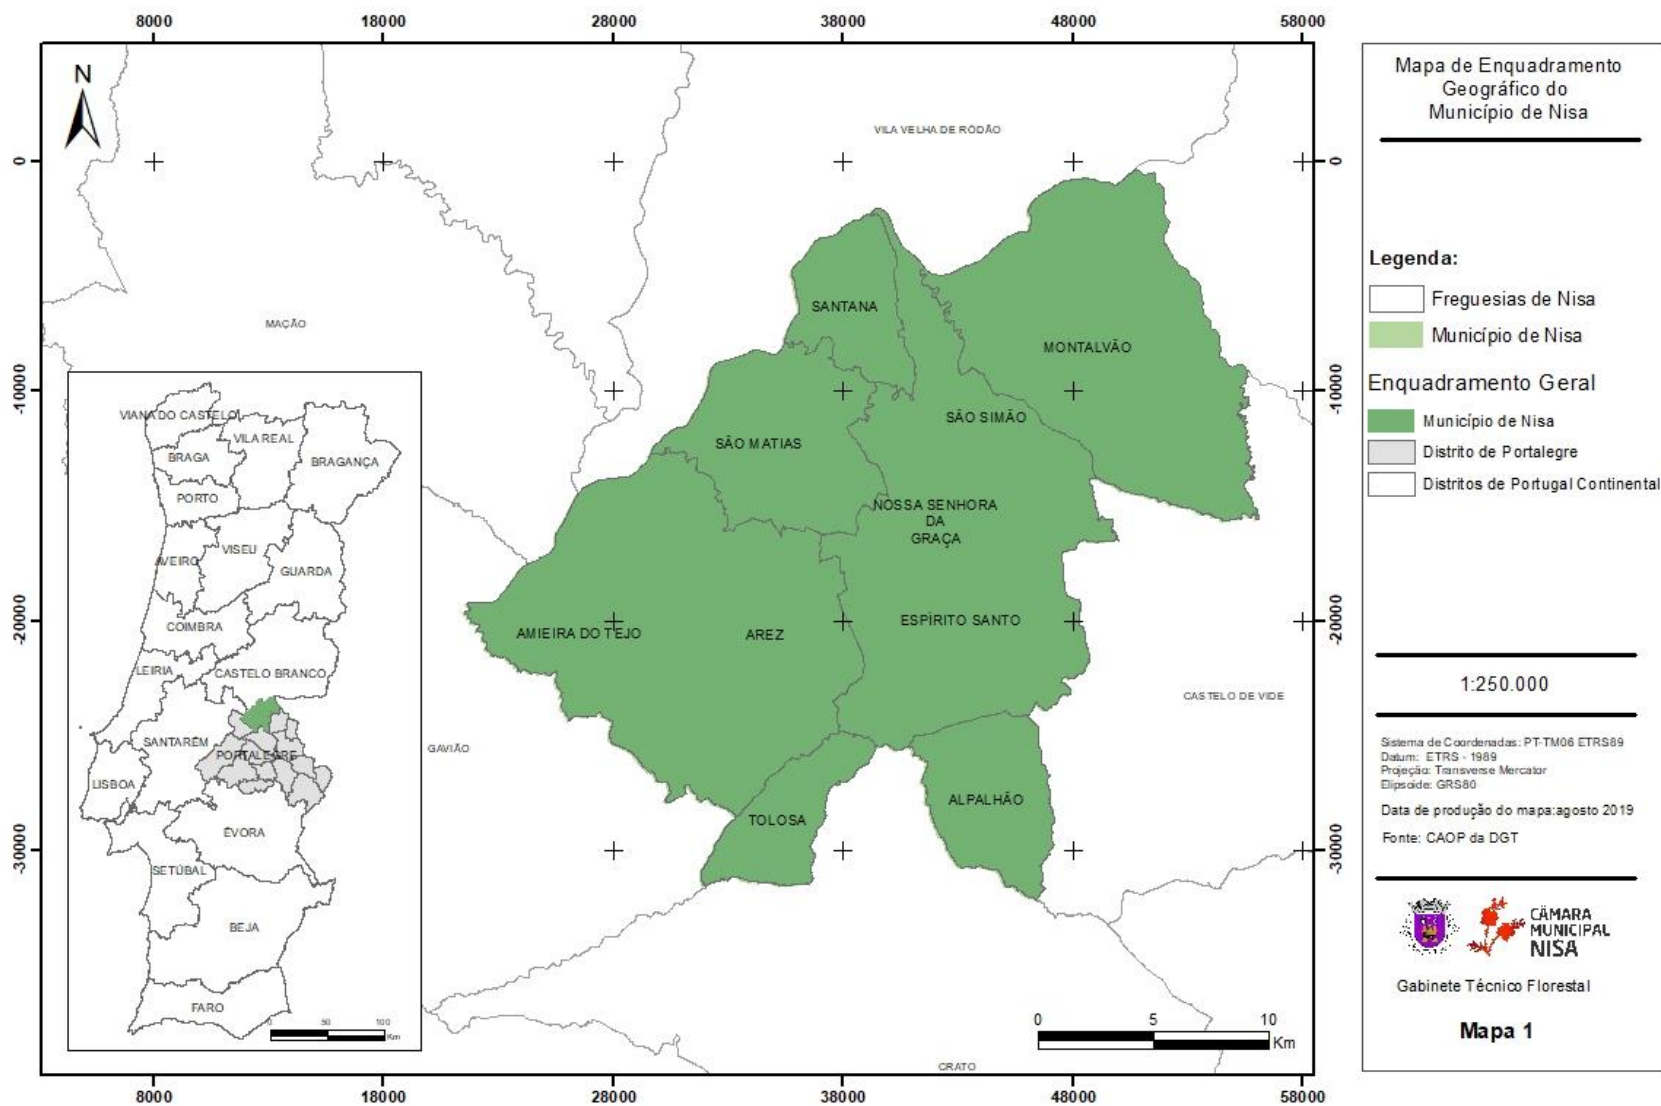 8000 18000 28000 38000 48000 58000
N
0
-10000
-20000
-30000
0
-10000
-20000
-30000
VILA VELHA DE RÓDÃO
MAÇÃO
SANTANA
MONTALVÃO
SÃO SIMÃO
SÃO MATIAS
NOSSA SENHORA
DA
GRAÇA
AMIEIRA DO TEJO
AREZ
ESPÍRITO SANTO
CASTELO DE VIDE
GAVIÃO
ALPALHÃO
TOLOSA
CRATO
0 5 10
Km
VIANA DO CASTELO
VILA REAL
BRAGA
BRAGANÇA
PORTO
VISEU
AVEIRO
GUARDA
COIMBRA
LEIRIA
CASTELO BRANCO
SANTARÉM
PORTALEGRE
LISBOA
ÉVORA
SETÚBAL
BEJA
FARO
0 50 100
Km
8000 18000 28000 38000 48000 58000
Mapa de Enquadramento
Geográfico do
Município de Nisa
Legenda:
Freguesias de Nisa
Município de Nisa
Enquadramento Geral
Município de Nisa
Distrito de Portalegre
Distritos de Portugal Continental
1:250.000
Sistema de Coordenadas: PT-TM06 ETRS89
Datum: ETRS - 1989
Projeção: Transverse Mercator
Elipsoide: GRS80
Data de produção do mapa:agosto 2019
Fonte: CAOP da DGT
CÂMARA
MUNICIPAL
NISA
Gabinete Técnico Florestal
Mapa 1